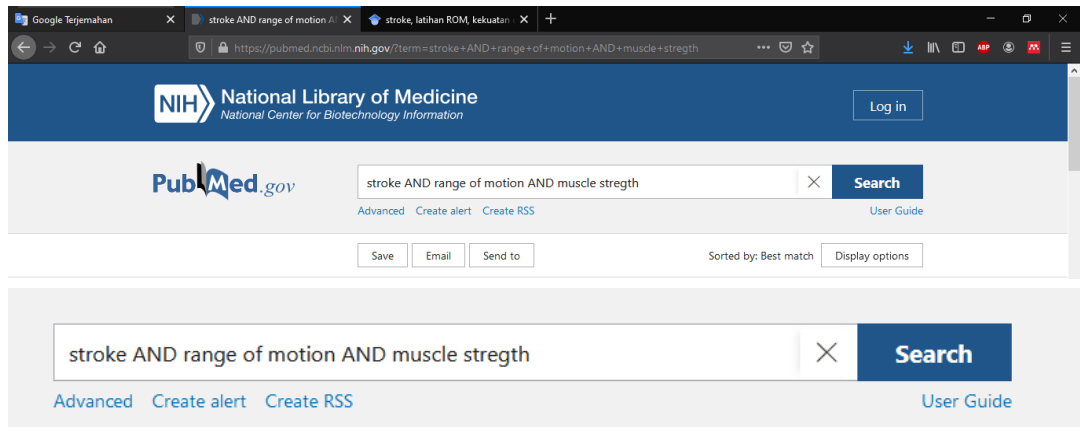 Google Terjemahan
stroke AND range of motion A
stroke, latihan ROM, kekuatan
https://pubmed.ncbi.nlm.nih.gov/?term=stroke+AND+range+of+motion+AND+muscle+stregth
ABP
NIH National Library of Medicine
National Center for Biotechnology Information
Log in
PubMed.gov
stroke AND range of motion AND muscle stregth
Search
Advanced Create alert Create RSS
User Guide
Save Email Send to
Sorted by: Best match Display options
stroke AND range of motion AND muscle stregth
Search
Advanced Create alert Create RSS
User Guide